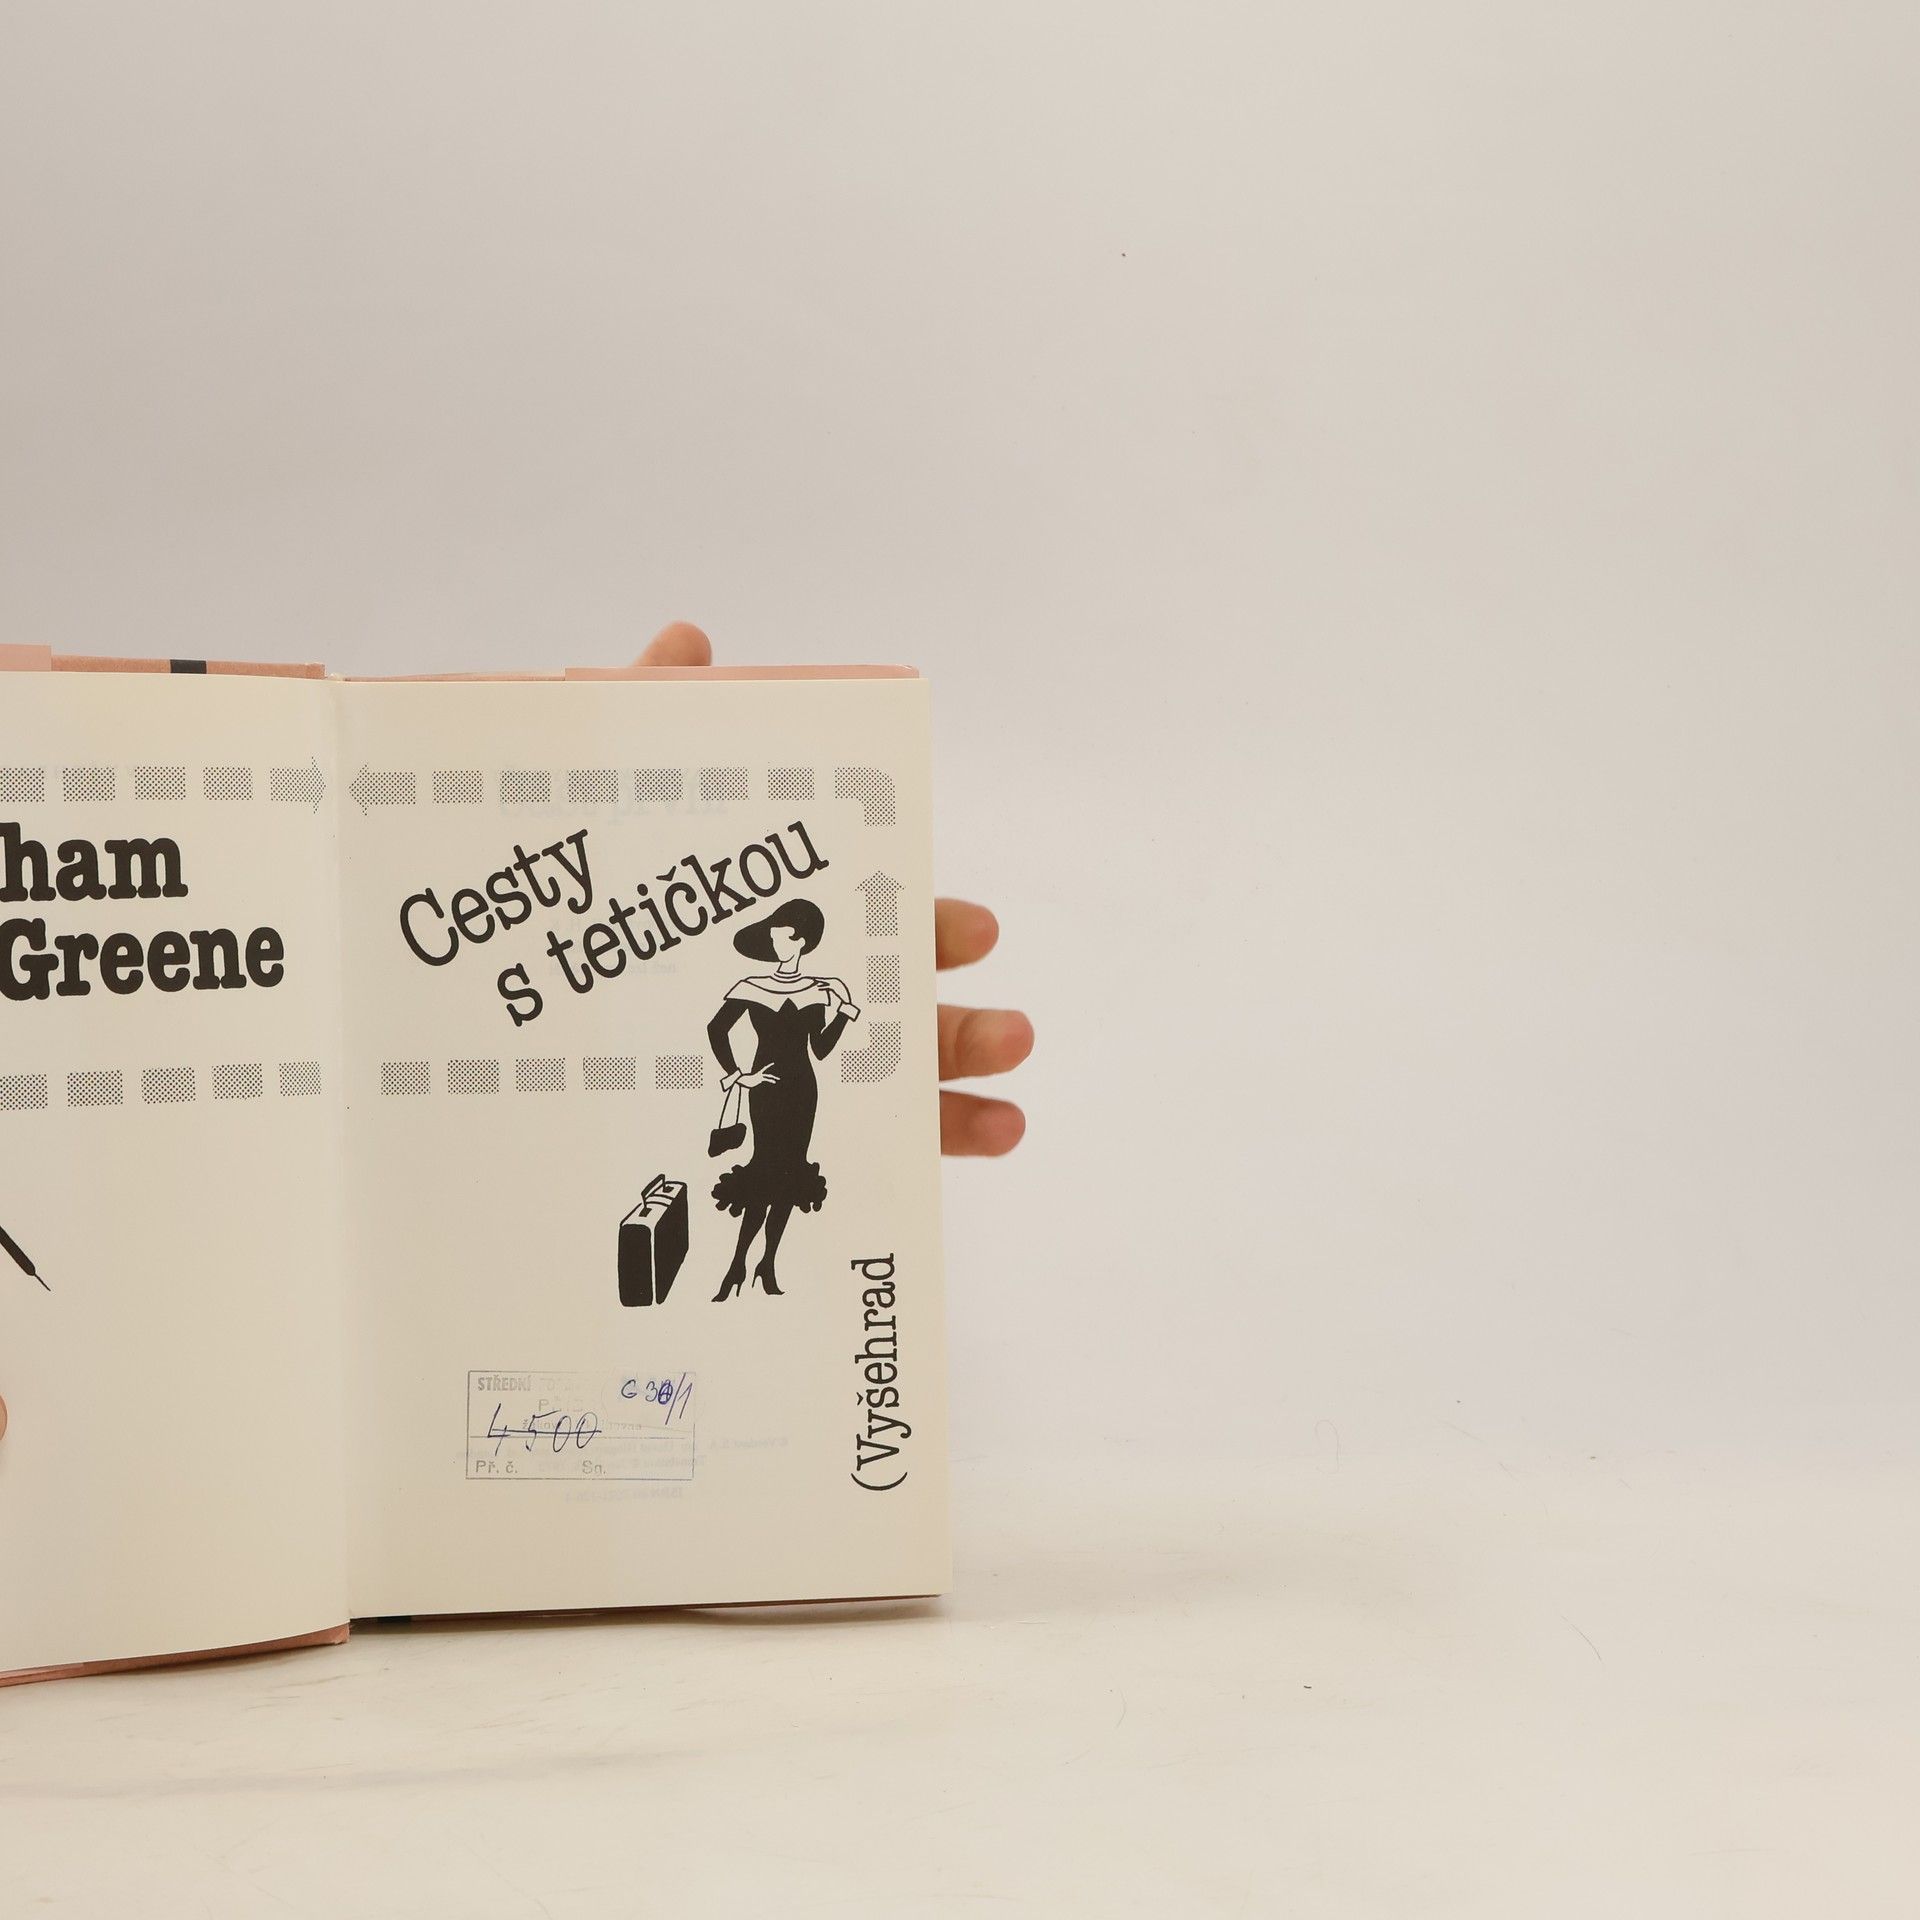 ham
Greene
Cesty
s tetičkou
(Vyšehrad
STŘEDNÍ
G 30/1
4500
Př. č. Sg.